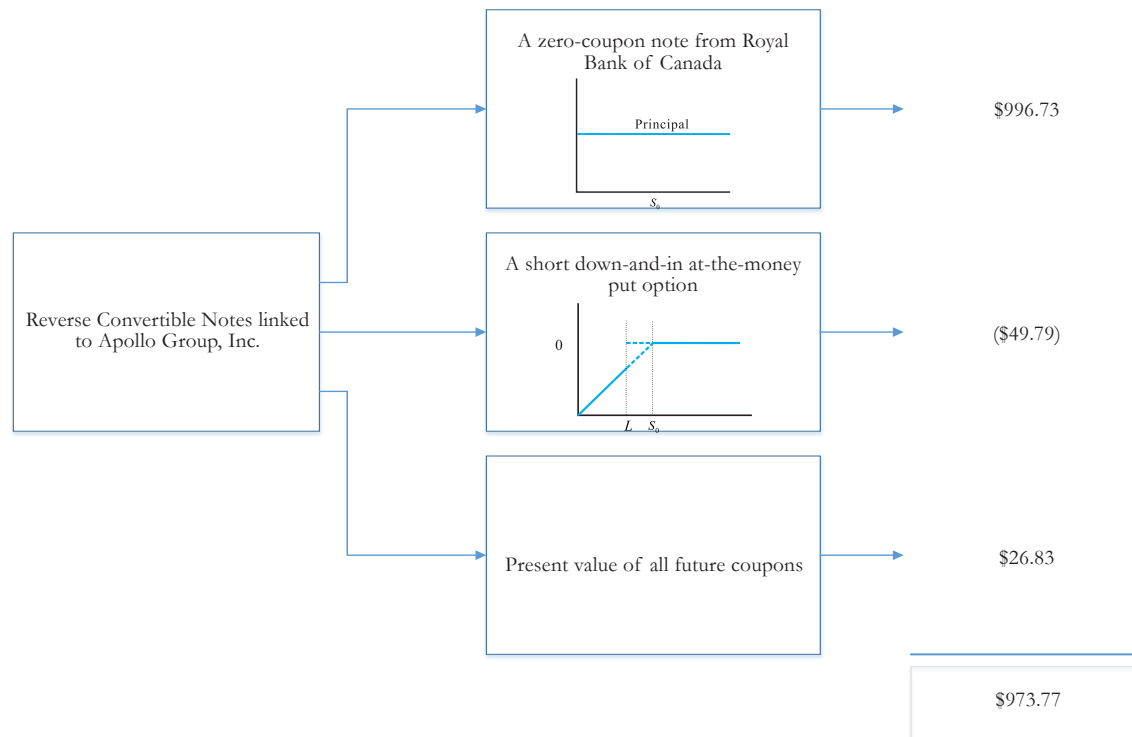 A zero-coupon note from Royal
Bank of Canada
Principal
S₀
$996.73
Reverse Convertible Notes linked
to Apollo Group, Inc.
A short down-and-in at-the-money
put option
0
L S₀
($49.79)
Present value of all future coupons
$26.83
$973.77